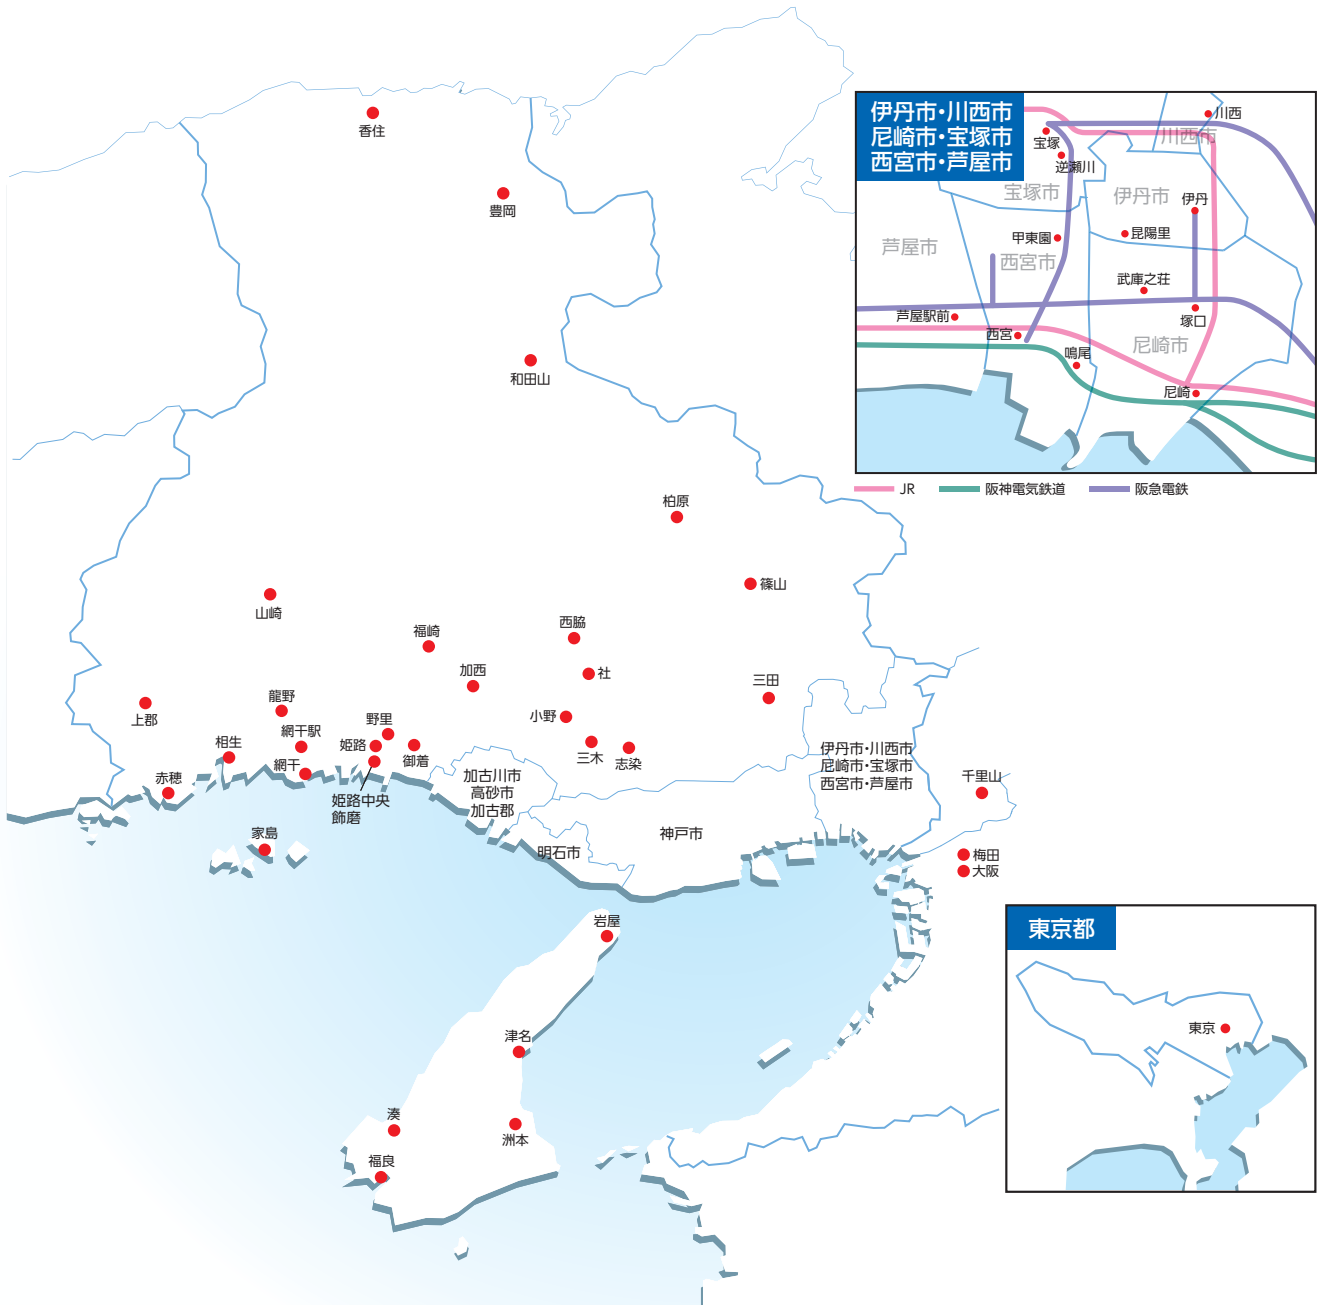 香住
豊岡
和田山
柏原
篠山
山崎
福崎
西脇
加西
社
三田
上郡
龍野
小野
網干駅
野里
姫路
御着
三木
志染
相生
網干
赤穂
姫路中央
飾磨
家島
加古川市
高砂市
加古郡
明石市
神戸市
伊丹市・川西市
尼崎市・宝塚市
西宮市・芦屋市
千里山
梅田
大阪
岩屋
津名
湊
洲本
福良
伊丹市・川西市
尼崎市・宝塚市
西宮市・芦屋市
川西
川西市
宝塚
逆瀬川
宝塚市
伊丹市
伊丹
甲東園
昆陽里
芦屋市
西宮市
武庫之荘
芦屋駅前
塚口
西宮
尼崎市
鳴尾
尼崎
JR
阪神電気鉄道
阪急電鉄
東京都
東京